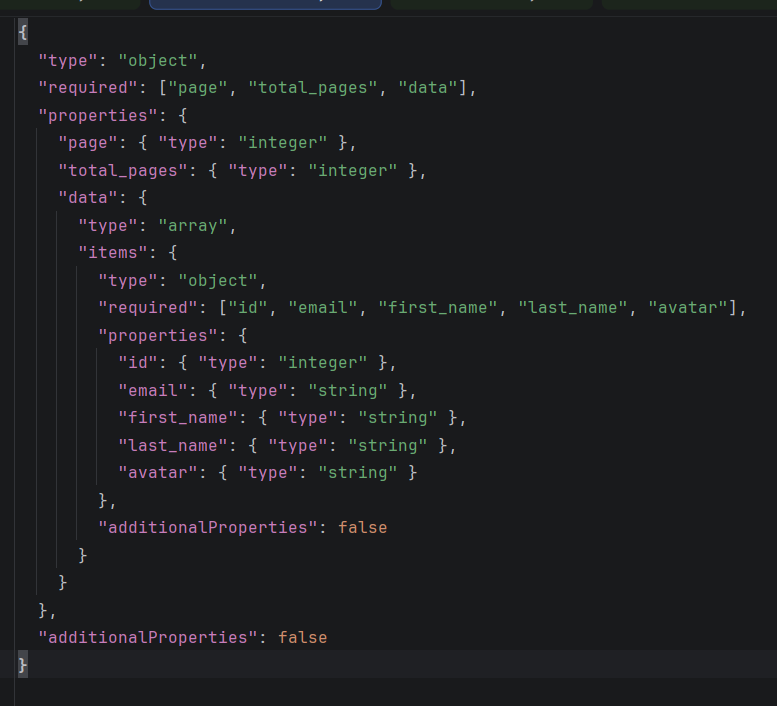 {
  "type": "object",
  "required": ["page", "total_pages", "data"],
  "properties": {
    "page": { "type": "integer" },
    "total_pages": { "type": "integer" },
    "data": {
      "type": "array",
      "items": {
        "type": "object",
        "required": ["id", "email", "first_name", "last_name", "avatar"],
        "properties": {
          "id": { "type": "integer" },
          "email": { "type": "string" },
          "first_name": { "type": "string" },
          "last_name": { "type": "string" },
          "avatar": { "type": "string" }
        },
        "additionalProperties": false
      }
    }
  },
  "additionalProperties": false
}